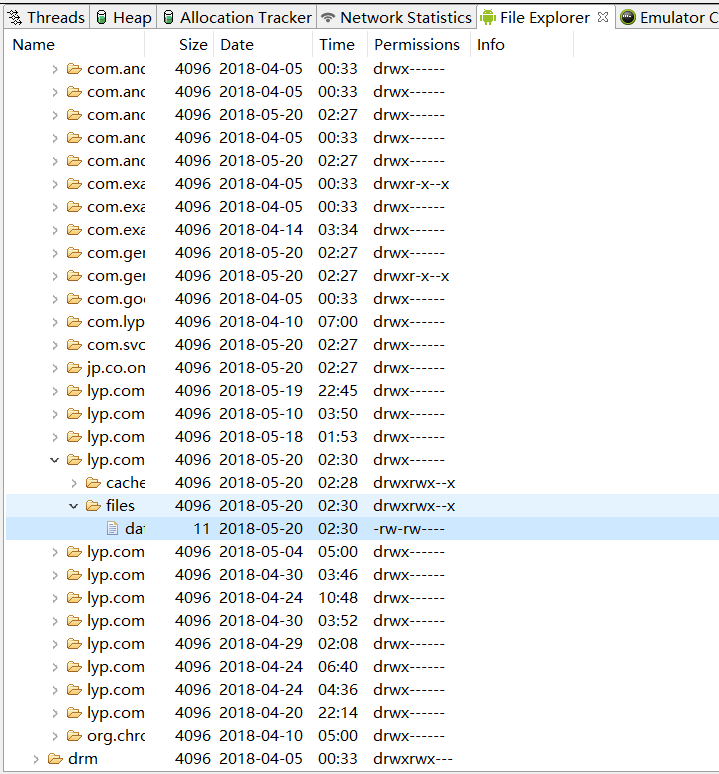 Threads Heap Allocation Tracker Network Statistics File Explorer Emulator C
Name Size Date Time Permissions Info
com.and 4096 2018-04-05 00:33 drwx------
com.and 4096 2018-04-05 00:33 drwx------
com.and 4096 2018-05-20 02:27 drwx------
com.and 4096 2018-04-05 00:33 drwx------
com.and 4096 2018-05-20 02:27 drwx------
com.exa 4096 2018-04-05 00:33 drwxr-x--x
com.exa 4096 2018-04-05 00:33 drwx------
com.exa 4096 2018-04-14 03:34 drwx------
com.ger 4096 2018-05-20 02:27 drwx------
com.ger 4096 2018-05-20 02:27 drwxr-x--x
com.goo 4096 2018-04-05 00:33 drwx------
com.lyp 4096 2018-04-10 07:00 drwx------
com.svc 4096 2018-05-20 02:27 drwx------
jp.co.om 4096 2018-05-20 02:27 drwx------
lyp.com 4096 2018-05-19 22:45 drwx------
lyp.com 4096 2018-05-10 03:50 drwx------
lyp.com 4096 2018-05-18 01:53 drwx------
lyp.com 4096 2018-05-20 02:30 drwx------
cache 4096 2018-05-20 02:28 drwxrwx--x
files 4096 2018-05-20 02:30 drwxrwx--x
dat 11 2018-05-20 02:30 -rw-rw----
lyp.com 4096 2018-05-04 05:00 drwx------
lyp.com 4096 2018-04-30 03:46 drwx------
lyp.com 4096 2018-04-24 10:48 drwx------
lyp.com 4096 2018-04-30 03:52 drwx------
lyp.com 4096 2018-04-29 02:08 drwx------
lyp.com 4096 2018-04-24 06:40 drwx------
lyp.com 4096 2018-04-24 04:36 drwx------
lyp.com 4096 2018-04-20 22:14 drwx------
org.chro 4096 2018-04-10 05:00 drwx------
drm 4096 2018-04-05 00:33 drwxrwx---